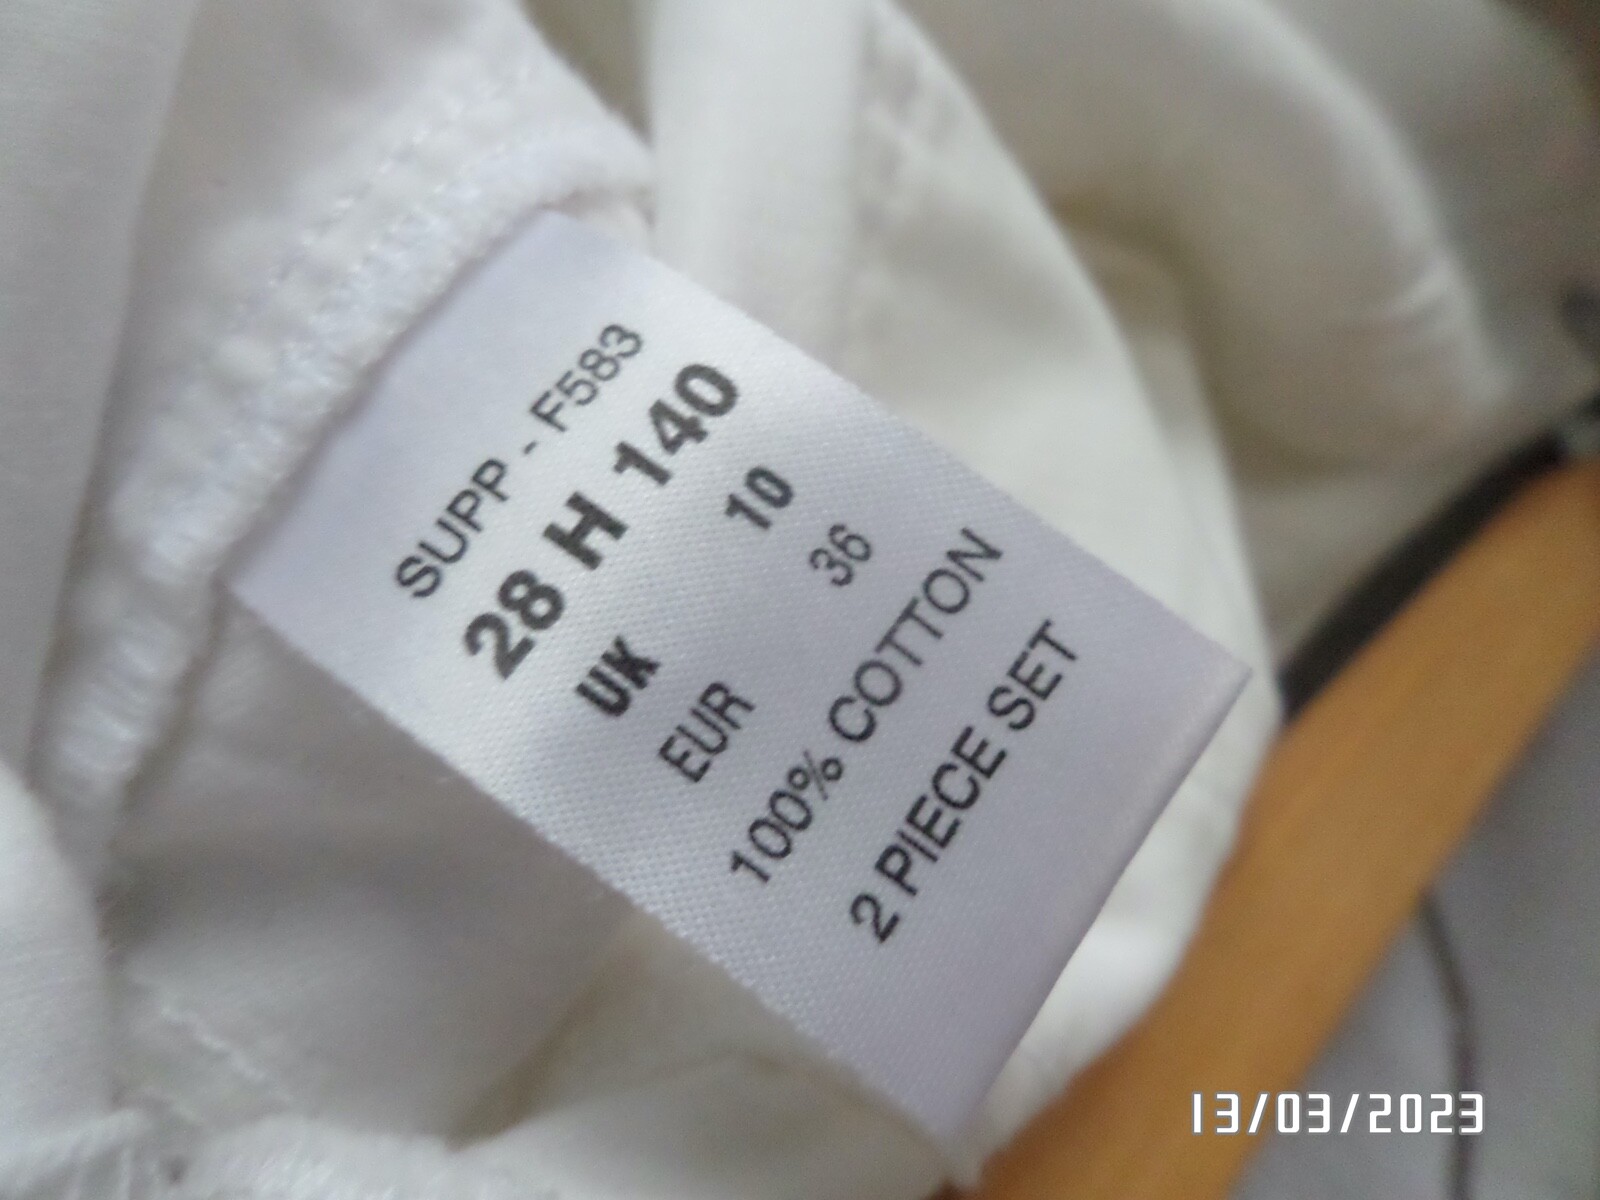 SUPP - F583
28 H 140
UK 10
EUR 36
100% COTTON
2 PIECE SET
13/03/2023